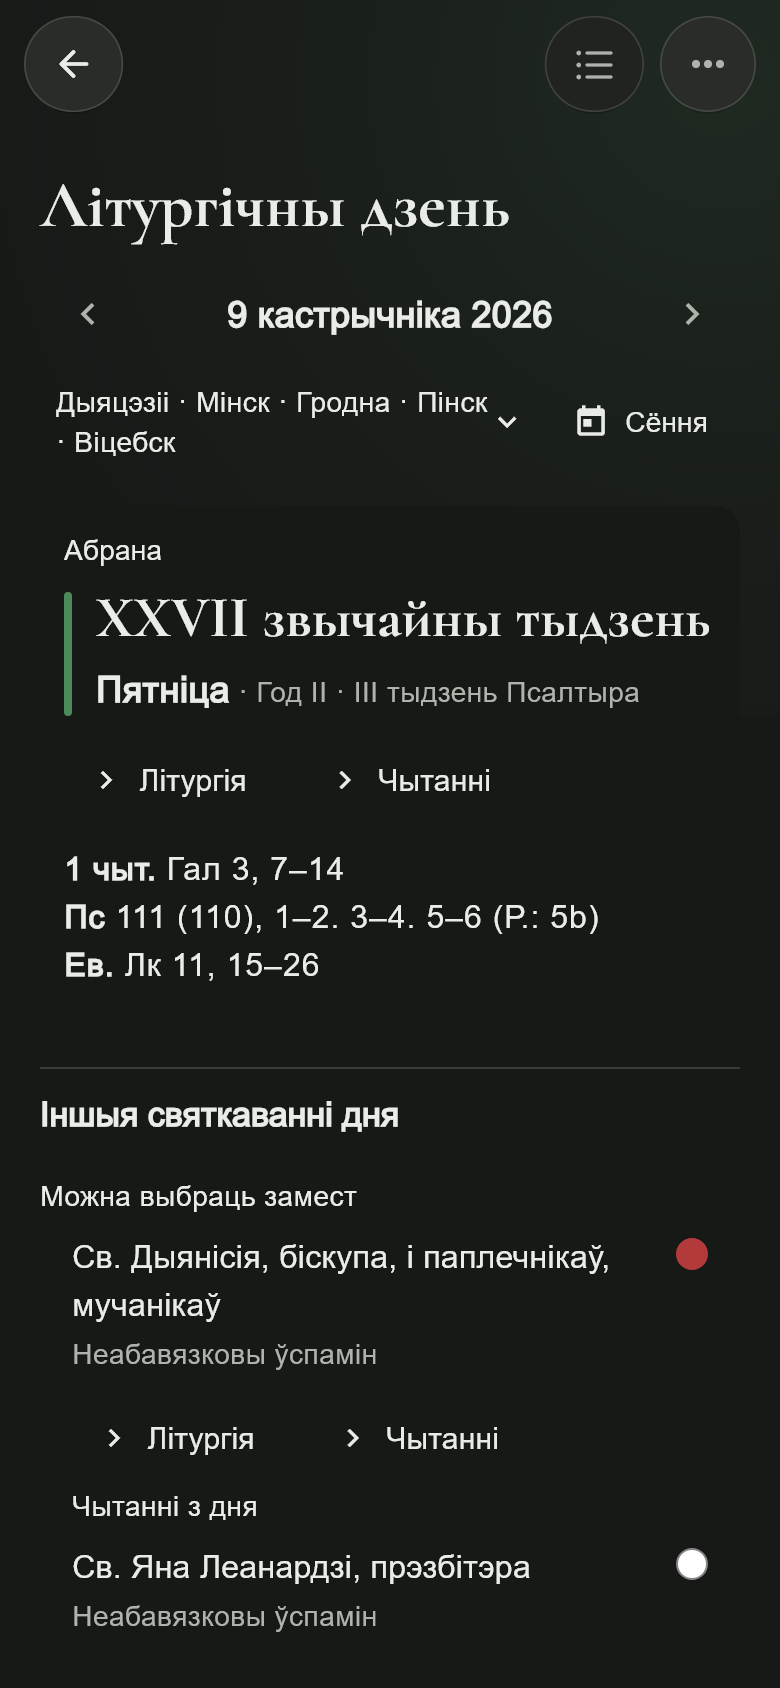 Літургічны дзень
9 кастрычніка 2026
Дыяцэзіі · Мінск · Гродна · Пінск
· Віцебск
Сёння
Абрана
XXVII звычайны тыдзень
Пятніца · Год II · III тыдзень Псалтыра
Літургія
Чытанні
1 чыт. Гал 3, 7–14
Пс 111 (110), 1–2. 3–4. 5–6 (Р.: 5b)
Ев. Лк 11, 15–26
Іншыя святкаванні дня
Можна выбраць замест
Св. Дыянісія, біскупа, і паплечнікаў,
мучанікаў
Неабавязковы ўспамін
Літургія
Чытанні
Чытанні з дня
Св. Яна Леанардзі, прэзбітэра
Неабавязковы ўспамін